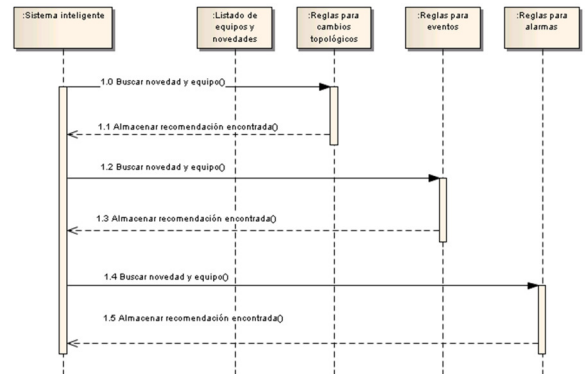 :Sistema inteligente
:Listado de
equipos y
novedades
:Reglas para
cambios
topológicos
:Reglas para
eventos
:Reglas para
alarmas
1.0 Buscar novedad y equipo()
1.1 Almacenar recomendación encontrada()
1.2 Buscar novedad y equipo()
1.3 Almacenar recomendación encontrada()
1.4 Buscar novedad y equipo()
1.5 Almacenar recomendación encontrada()